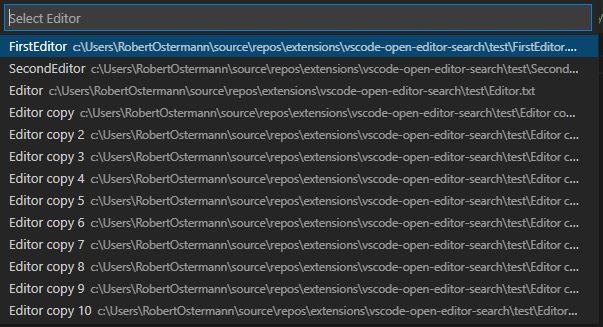 Select Editor
FirstEditor c:\Users\RobertOstermann\source\repos\extensions\vscode-open-editor-search\test\FirstEditor....
SecondEditor c:\Users\RobertOstermann\source\repos\extensions\vscode-open-editor-search\test\Second...
Editor c:\Users\RobertOstermann\source\repos\extensions\vscode-open-editor-search\test\Editor.txt
Editor copy c:\Users\RobertOstermann\source\repos\extensions\vscode-open-editor-search\test\Editor co...
Editor copy 2 c:\Users\RobertOstermann\source\repos\extensions\vscode-open-editor-search\test\Editor c...
Editor copy 3 c:\Users\RobertOstermann\source\repos\extensions\vscode-open-editor-search\test\Editor c...
Editor copy 4 c:\Users\RobertOstermann\source\repos\extensions\vscode-open-editor-search\test\Editor c...
Editor copy 5 c:\Users\RobertOstermann\source\repos\extensions\vscode-open-editor-search\test\Editor c...
Editor copy 6 c:\Users\RobertOstermann\source\repos\extensions\vscode-open-editor-search\test\Editor c...
Editor copy 7 c:\Users\RobertOstermann\source\repos\extensions\vscode-open-editor-search\test\Editor c...
Editor copy 8 c:\Users\RobertOstermann\source\repos\extensions\vscode-open-editor-search\test\Editor c...
Editor copy 9 c:\Users\RobertOstermann\source\repos\extensions\vscode-open-editor-search\test\Editor c...
Editor copy 10 c:\Users\RobertOstermann\source\repos\extensions\vscode-open-editor-search\test\Editor...